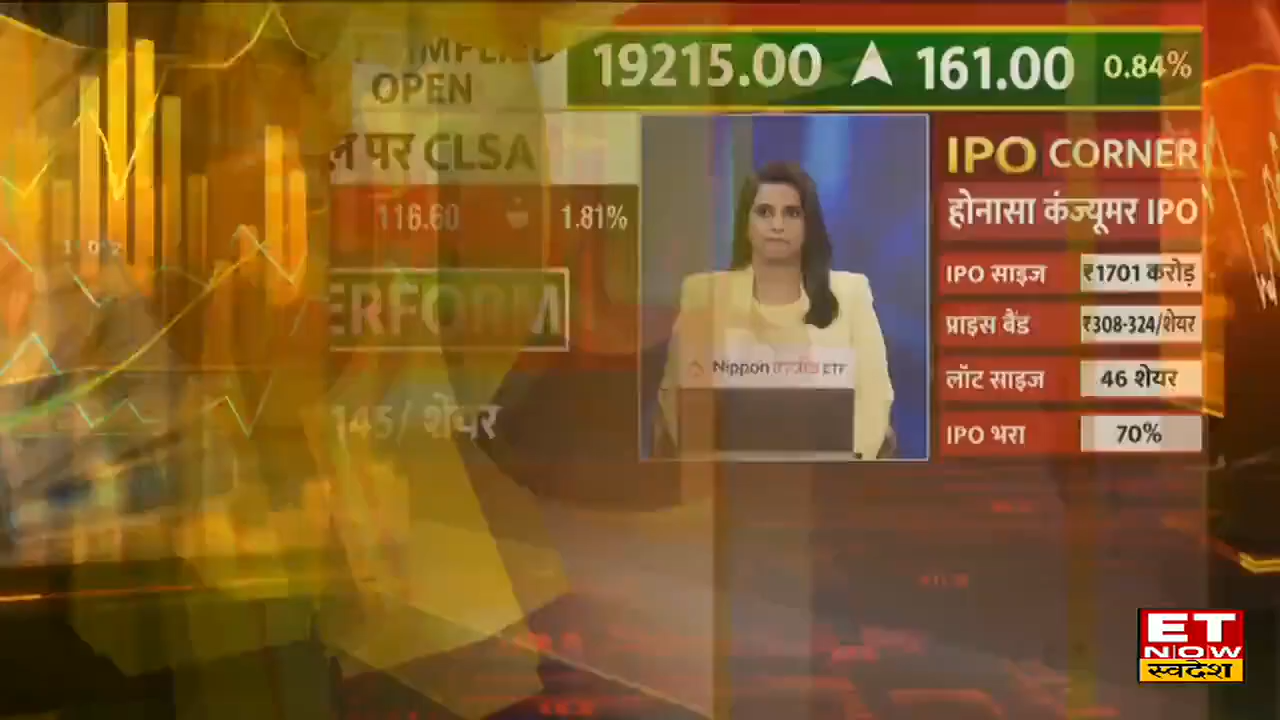 IMPLIED
OPEN
19215.00 ▲ 161.00 0.84%
पर CLSA
116.60 1.81%
145/ शेयर
Nippon ETF
IPO CORNER
होनासा कंज्यूमर IPO
IPO साइज ₹1701 करोड़
प्राइस बैंड ₹308-324/शेयर
लॉट साइज 46 शेयर
IPO भरा 70%
ET
NOW
स्वदेश